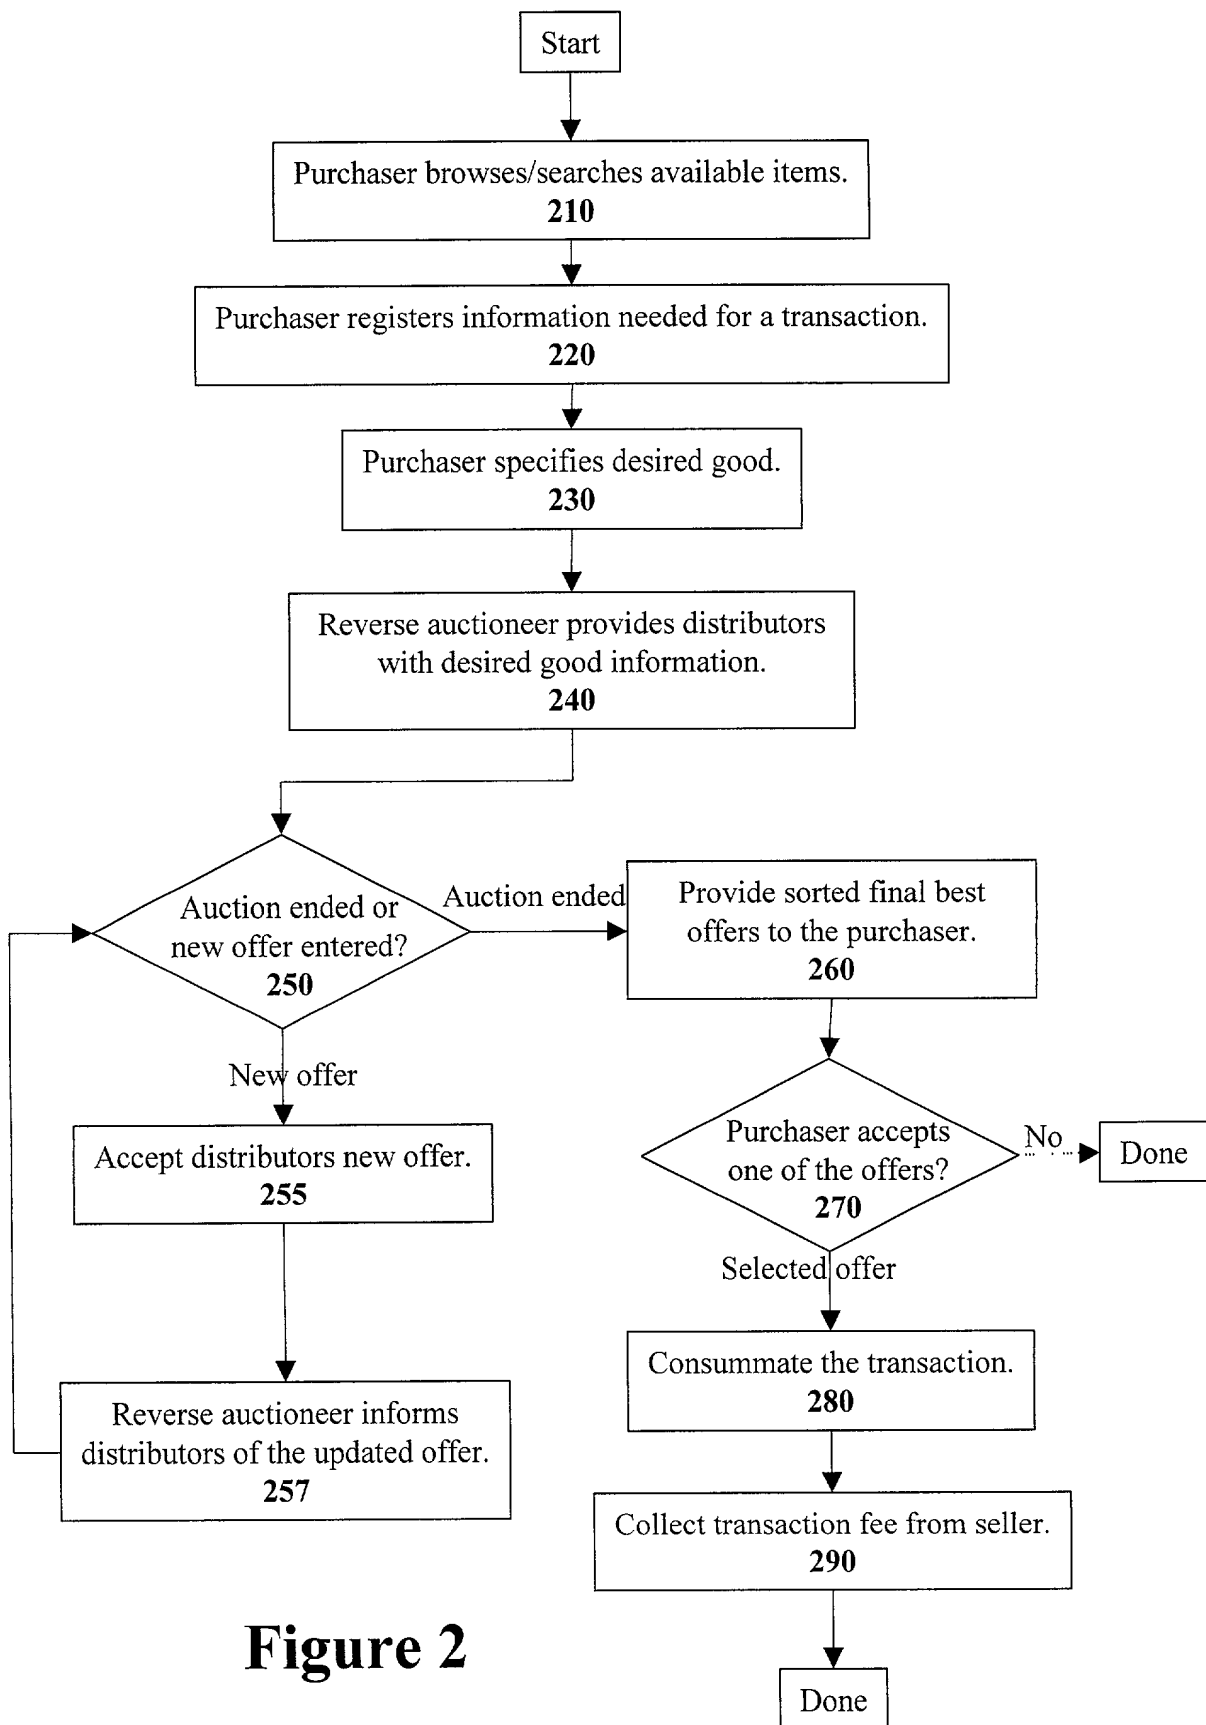 Start
Purchaser browses/searches available items.
210
Purchaser registers information needed for a transaction.
220
Purchaser specifies desired good.
230
Reverse auctioneer provides distributors
with desired good information.
240
Auction ended or
new offer entered?
250
Auction ended
Provide sorted final best
offers to the purchaser.
260
New offer
Accept distributors new offer.
255
Reverse auctioneer informs
distributors of the updated offer.
257
Purchaser accepts
one of the offers?
270
No
Done
Selected offer
Consummate the transaction.
280
Collect transaction fee from seller.
290
Done
Figure 2